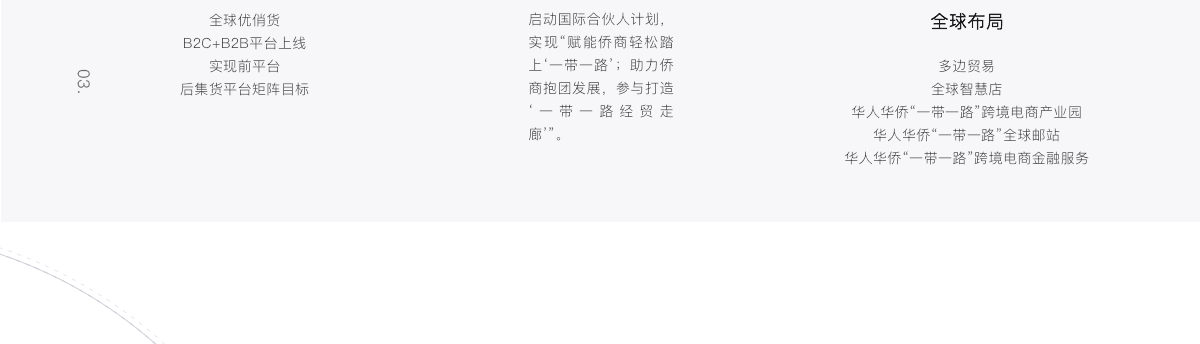 03.
全球优俏货
B2C+B2B平台上线
实现前平台
后集货平台矩阵目标
启动国际合伙人计划，
实现“赋能侨商轻松踏
上‘一带一路’；助力侨
商抱团发展，参与打造
‘一带一路经贸走
廊’”。
全球布局
多边贸易
全球智慧店
华人华侨“一带一路”跨境电商产业园
华人华侨“一带一路”全球邮站
华人华侨“一带一路”跨境电商金融服务